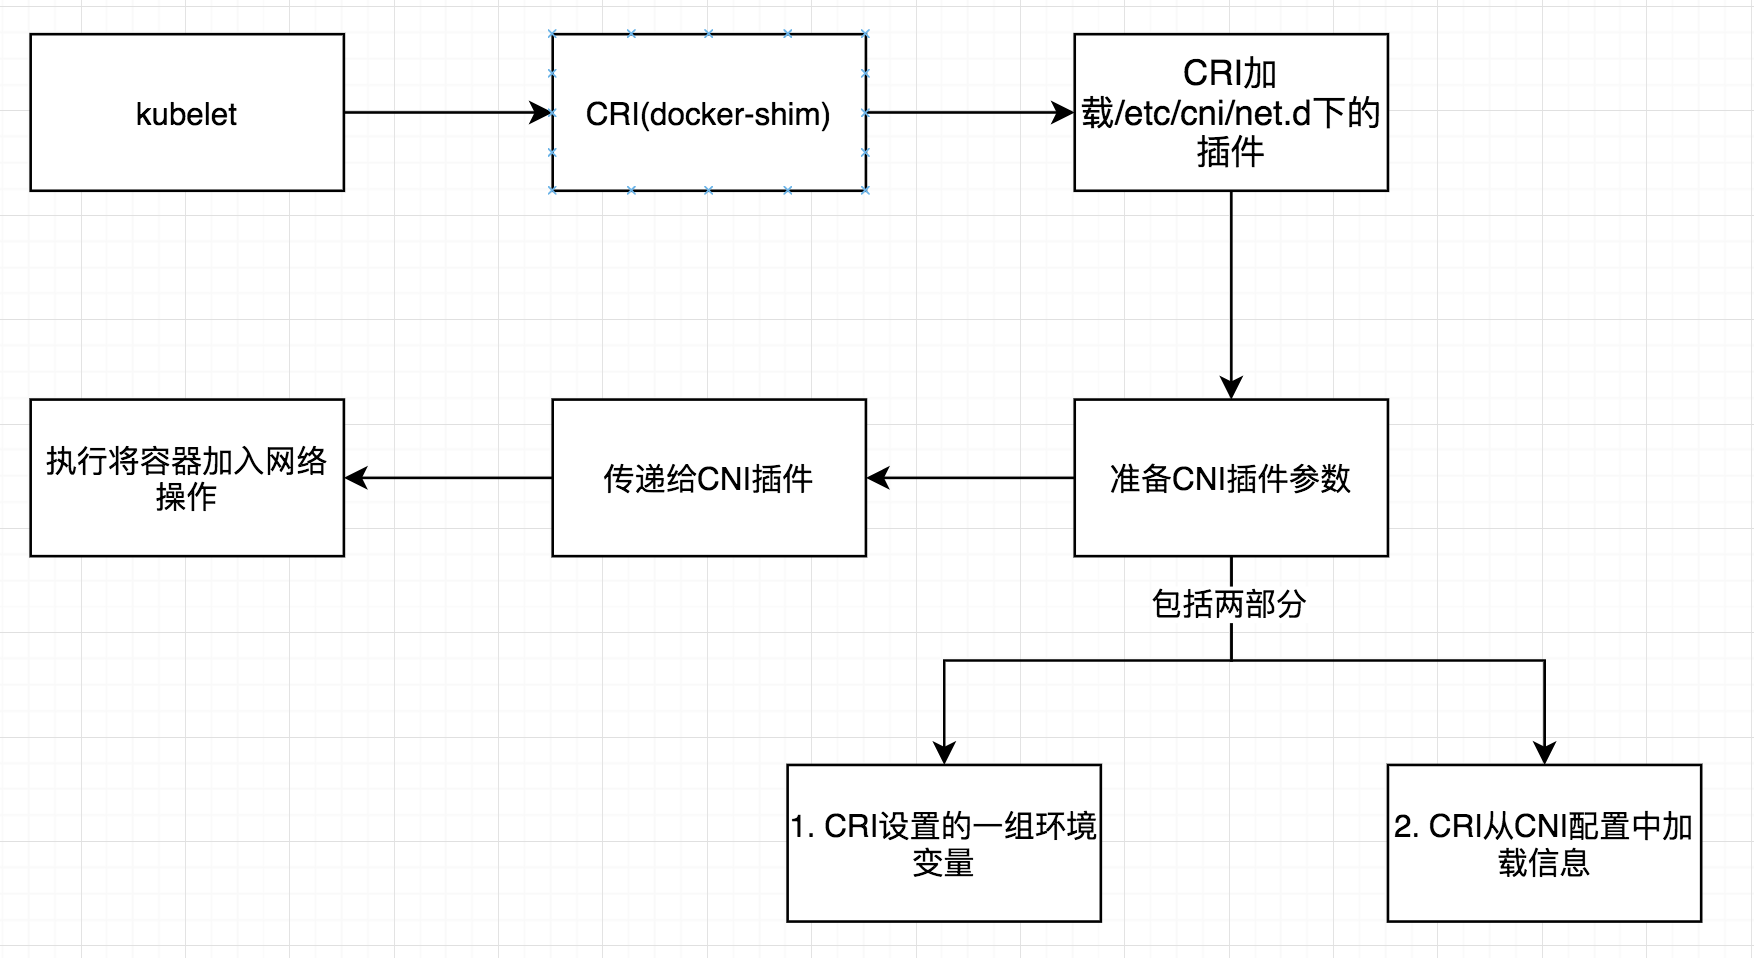 kubelet
CRI(docker-shim)
CRI加
载/etc/cni/net.d下的
插件
执行将容器加入网络
操作
传递给CNI插件
准备CNI插件参数
包括两部分
1. CRI设置的一组环境
变量
2. CRI从CNI配置中加
载信息